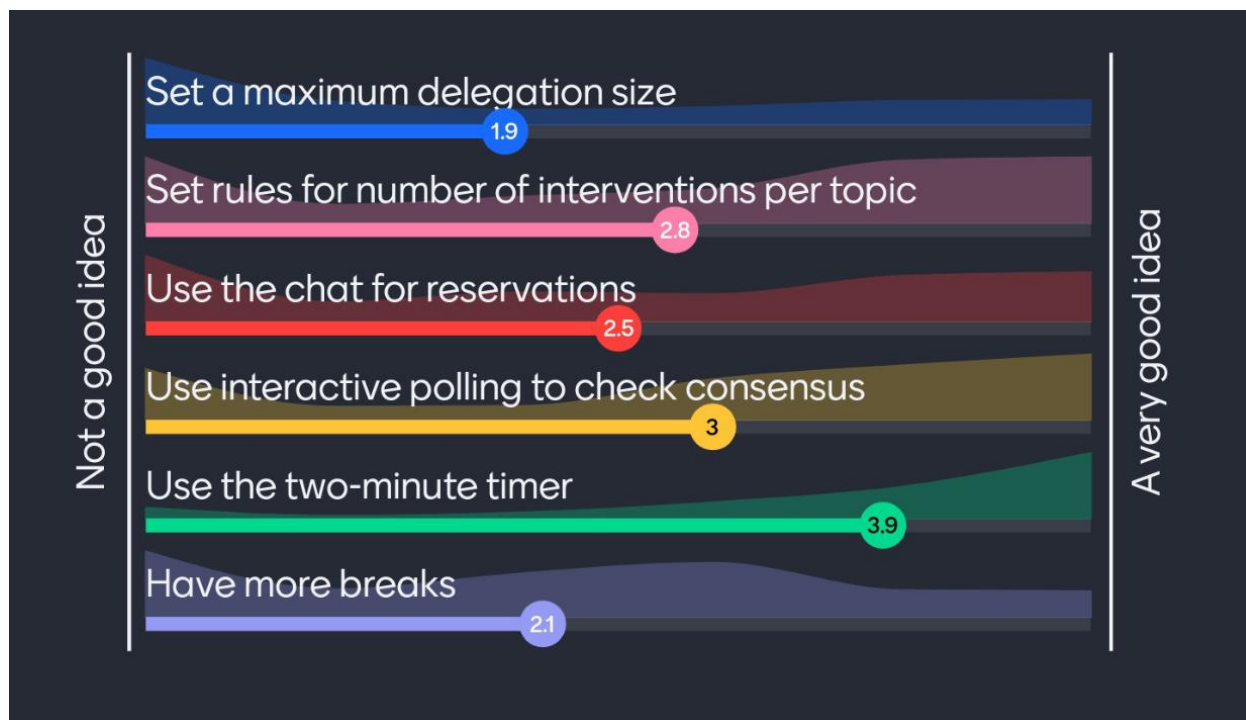 Not a good idea
Set a maximum delegation size
1.9
Set rules for number of interventions per topic
2.8
Use the chat for reservations
2.5
Use interactive polling to check consensus
3
Use the two-minute timer
3.9
Have more breaks
2.1
A very good idea